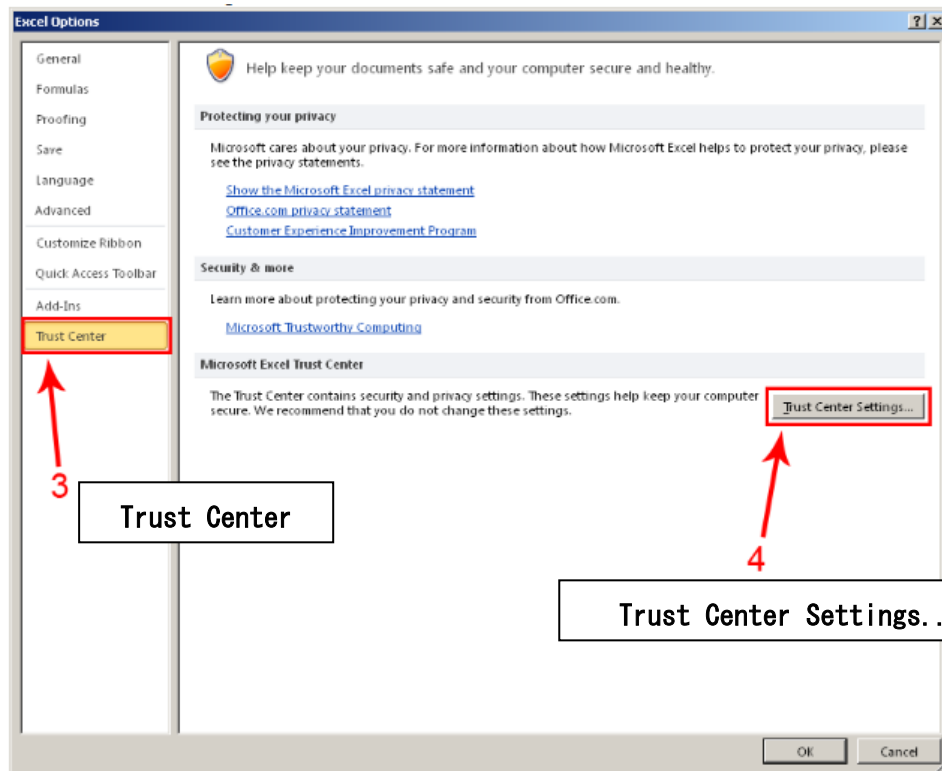 Excel Options
General
Formulas
Proofing
Save
Language
Advanced
Customize Ribbon
Quick Access Toolbar
Add-Ins
Trust Center
Help keep your documents safe and your computer secure and healthy.
Protecting your privacy
Microsoft cares about your privacy. For more information about how Microsoft Excel helps to protect your privacy, please
see the privacy statements.
Show the Microsoft Excel privacy statement
Office.com privacy statement
Customer Experience Improvement Program
Security & more
Learn more about protecting your privacy and security from Office.com.
Microsoft Trustworthy Computing
Microsoft Excel Trust Center
The Trust Center contains security and privacy settings. These settings help keep your computer
secure. We recommend that you do not change these settings.
Trust Center Settings...
3
Trust Center
4
Trust Center Settings..
OK
Cancel